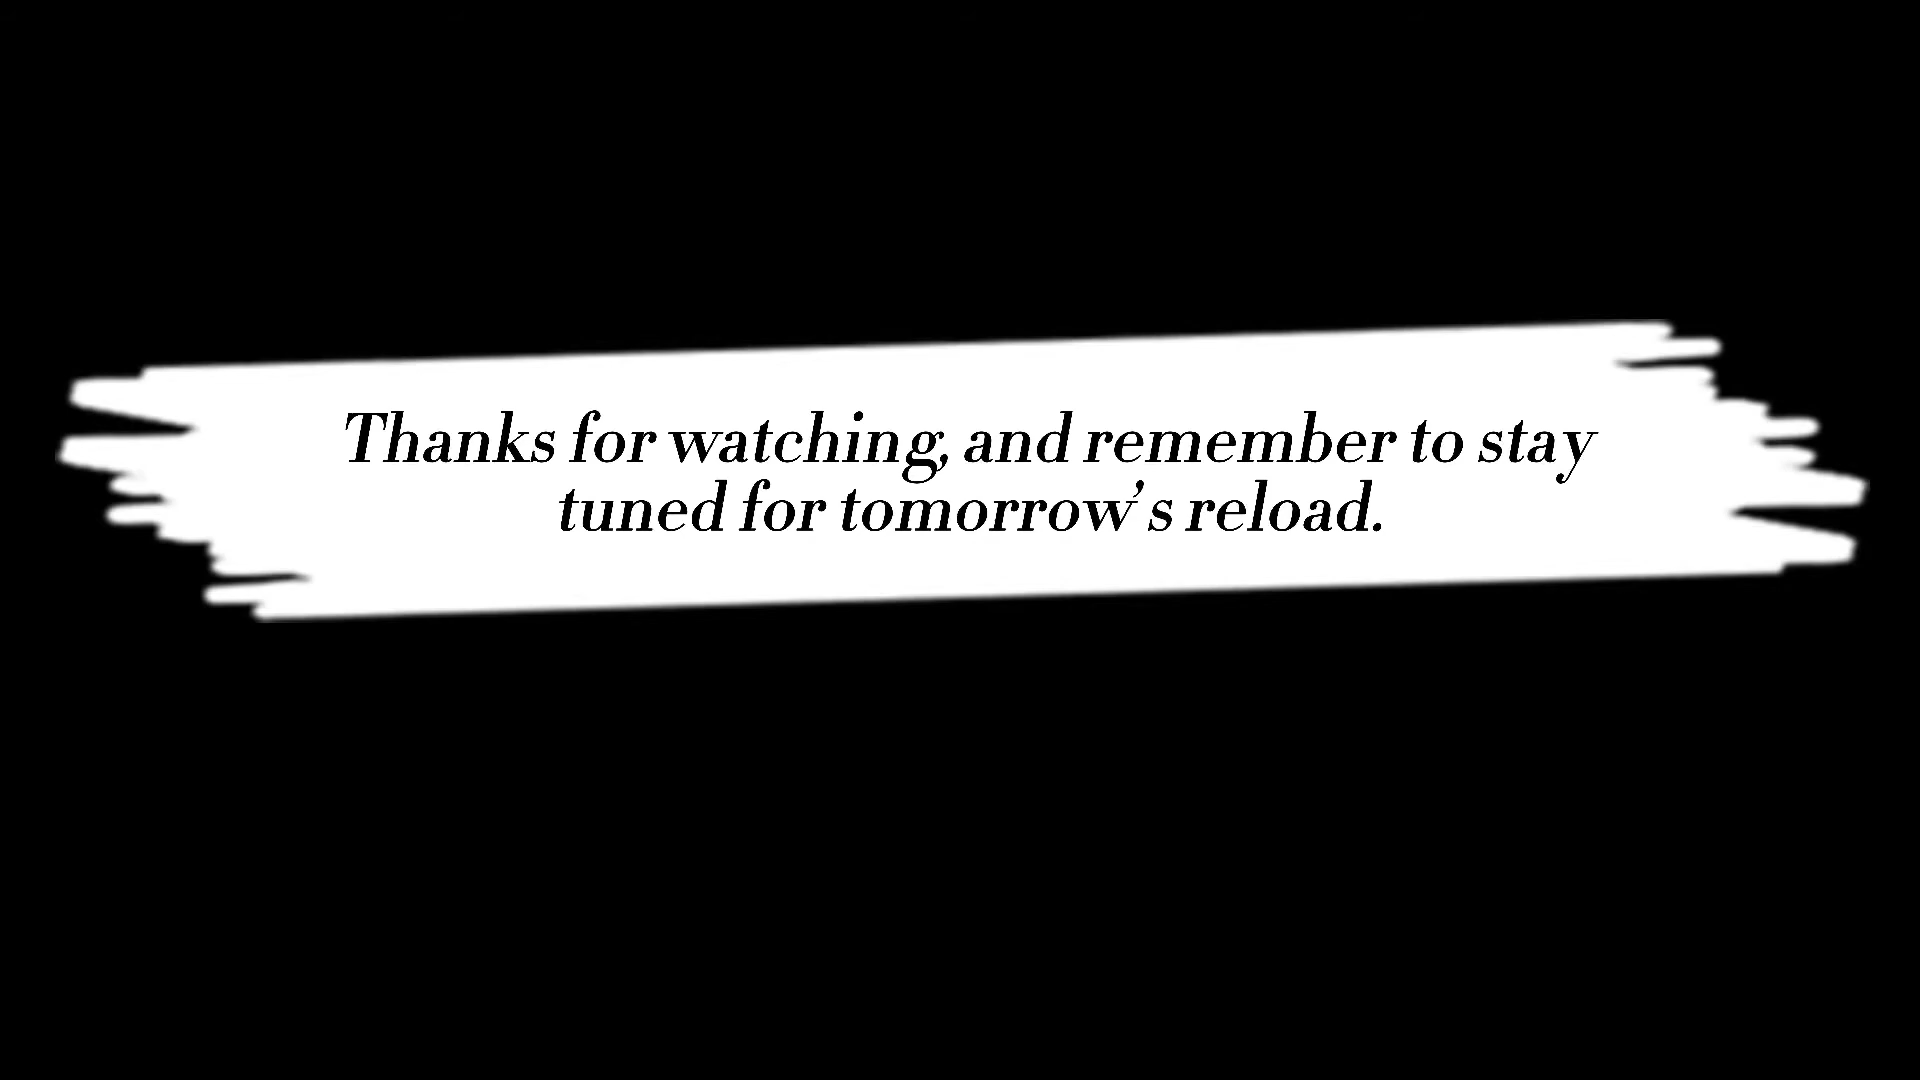 Thanks for watching, and remember to stay
tuned for tomorrow’s reload.